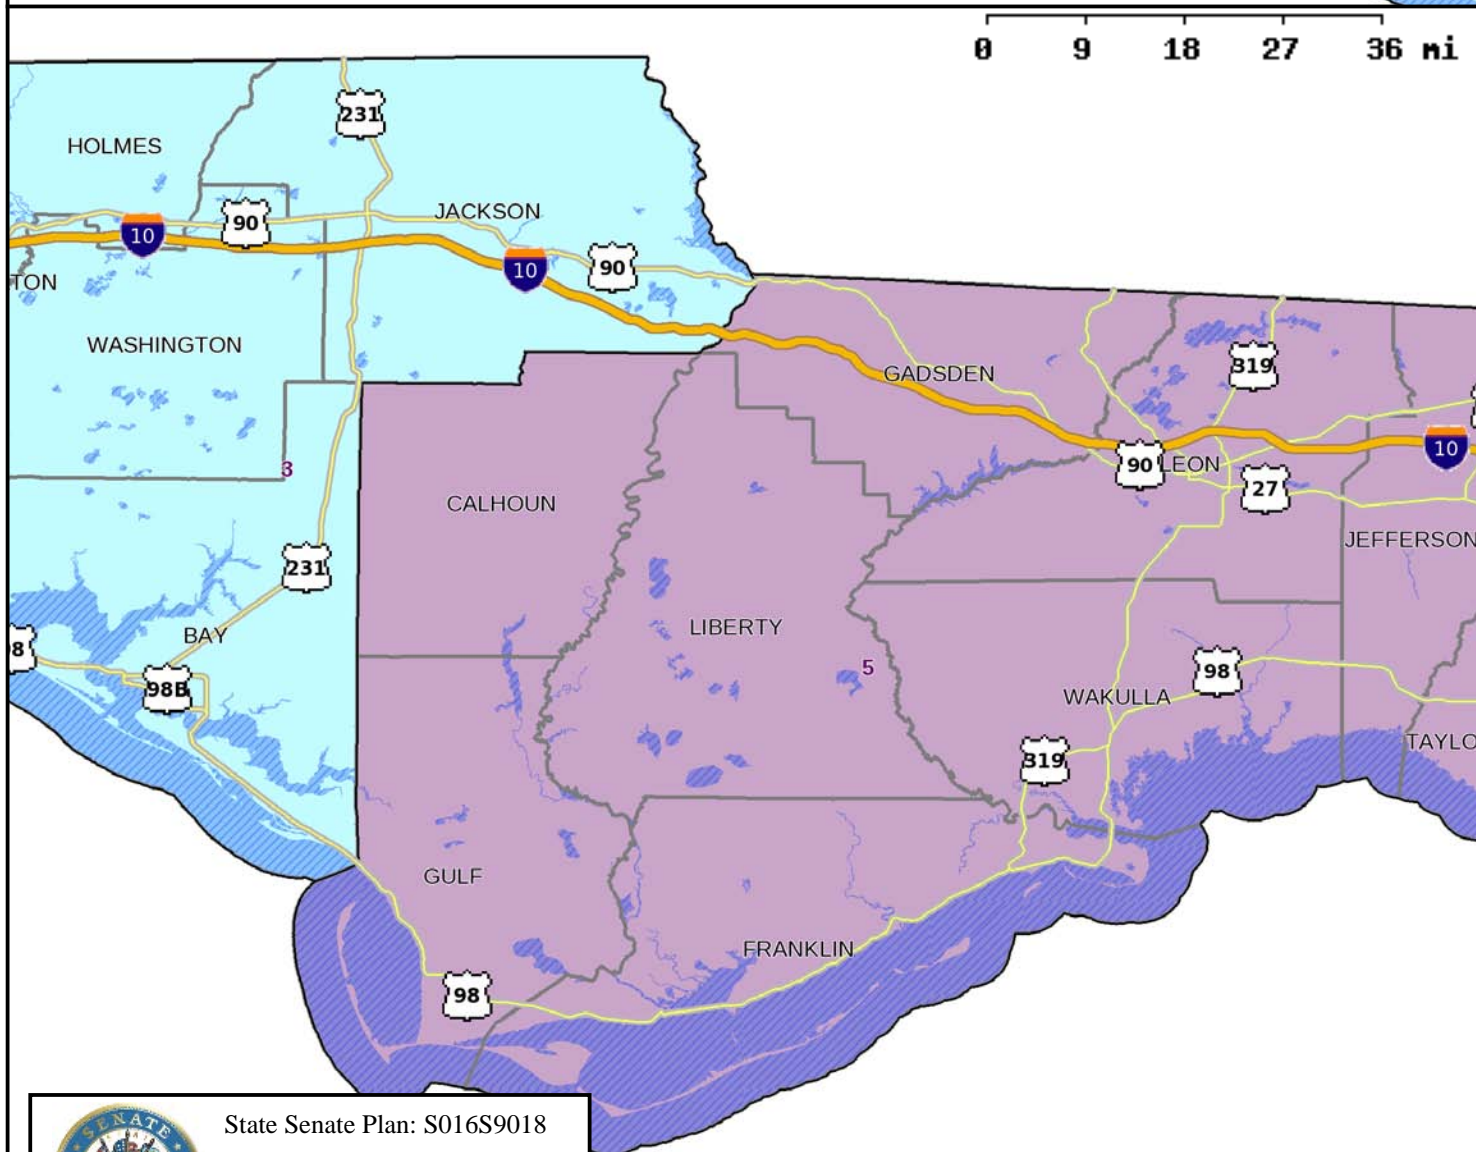 0 9 18 27 36 mi
231
HOLMES
JACKSON
90
10
10
90
TON
WASHINGTON
319
GADSDEN
10
90
LEON
3
27
CALHOUN
JEFFERSON
231
LIBERTY
BAY
8
5
98
98B
WAKULLA
TAYLO
319
GULF
FRANKLIN
98
SENATE
State Senate Plan: S016S9018